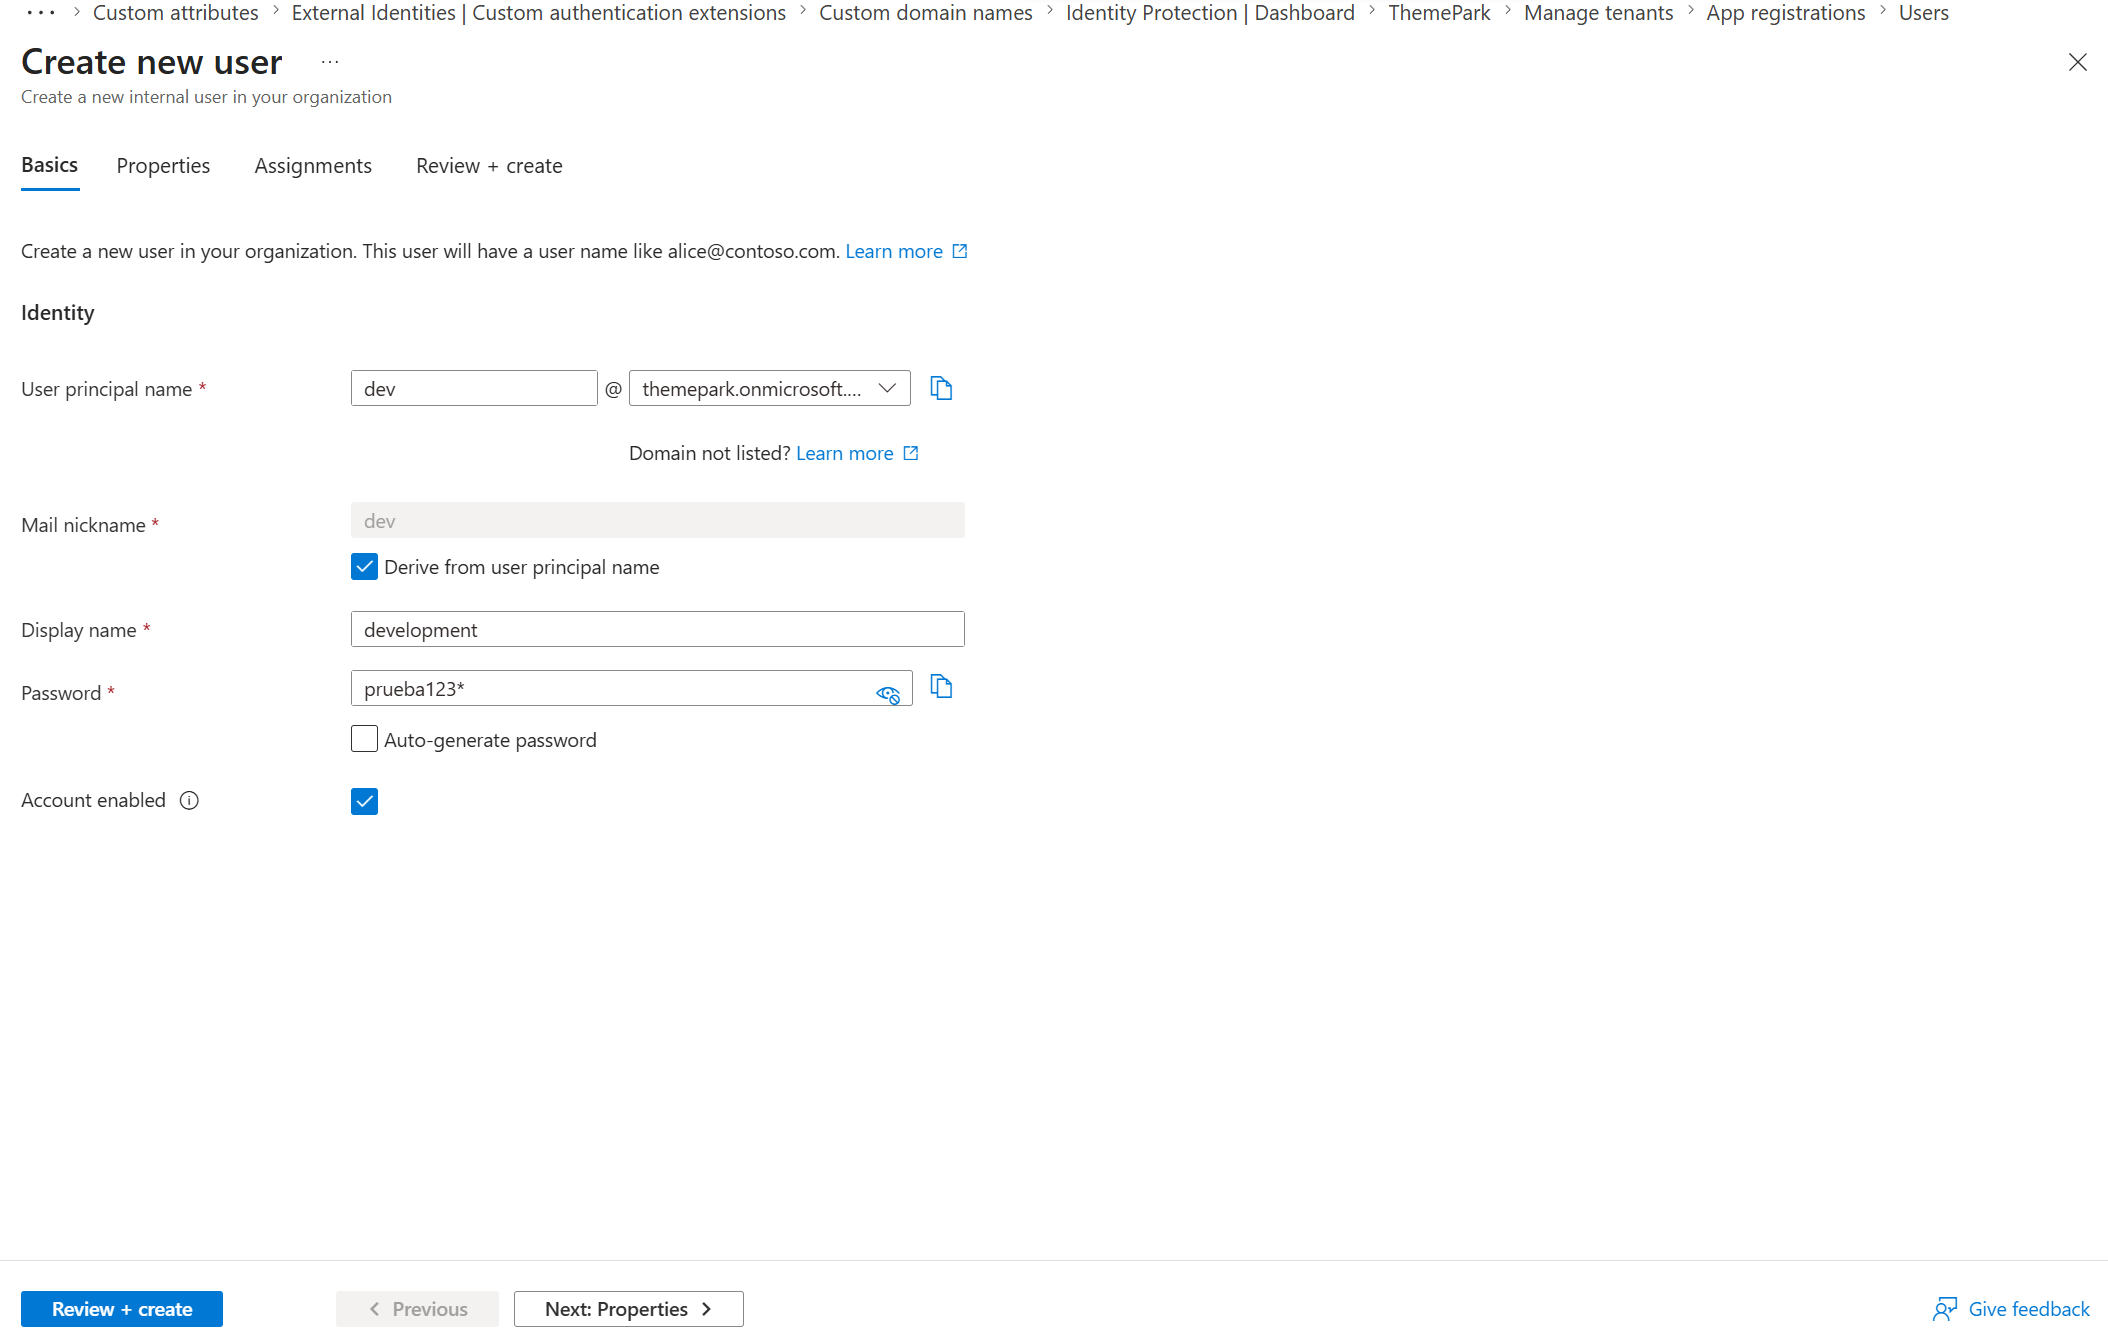 ... > Custom attributes > External Identities | Custom authentication extensions > Custom domain names > Identity Protection | Dashboard > ThemePark > Manage tenants > App registrations > Users
Create new user ...
Create a new internal user in your organization
Basics Properties Assignments Review + create
Create a new user in your organization. This user will have a user name like alice@contoso.com. Learn more
Identity
User principal name * dev @ themepark.onmicrosoft....
Domain not listed? Learn more
Mail nickname * dev
Derive from user principal name
Display name * development
Password * prueba123*
Auto-generate password
Account enabled
Review + create < Previous Next: Properties > Give feedback